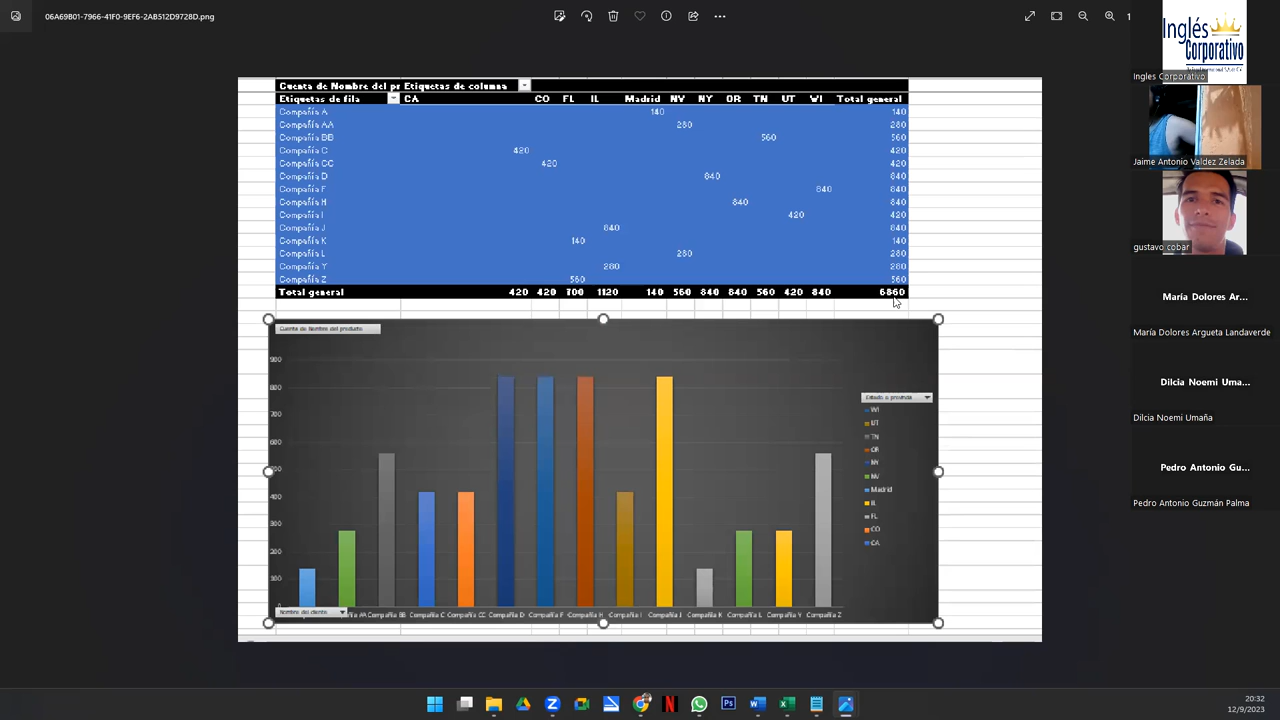 06A69B01-7966-41F0-9EF6-2AB512D9728D.png
Inglés
Corporativo
Ingles Corporativo
Jaime Antonio Valdez Zelada
gustavo cobar
María Dolores Ar...
María Dolores Argueta Landaverde
Dilcia Noemi Uma...
Dilcia Noemi Umaña
Pedro Antonio Gu...
Pedro Antonio Guzmán Palma
Cuenta de Nombre del pr Etiquetas de columna
Etiquetas de fila CA CO FL IL Madrid NV NY OR TN UT WI Total general
Compañía A 140 140
Compañía AA 280 280
Compañía BB 560 560
Compañía C 420 420
Compañía CC 420 420
Compañía D 840 840
Compañía F 840 840
Compañía H 840 840
Compañía I 420 420
Compañía J 840 840
Compañía K 140 140
Compañía L 280 280
Compañía Y 280 280
Compañía Z 560 560
Total general 420 420 700 1120 140 560 840 840 560 420 840 6860
Cuenta de Nombre del producto
900
800
700
600
500
400
300
200
100
0
Estado o provincia
WI
UT
TN
OR
NY
NV
Madrid
IL
FL
CO
CA
Nombre del cliente
AA Compañía BB Compañía C Compañía CC Compañía D Compañía F Compañía H Compañía I Compañía J Compañía K Compañía L Compañía Y Compañía Z
20:32
12/9/2023